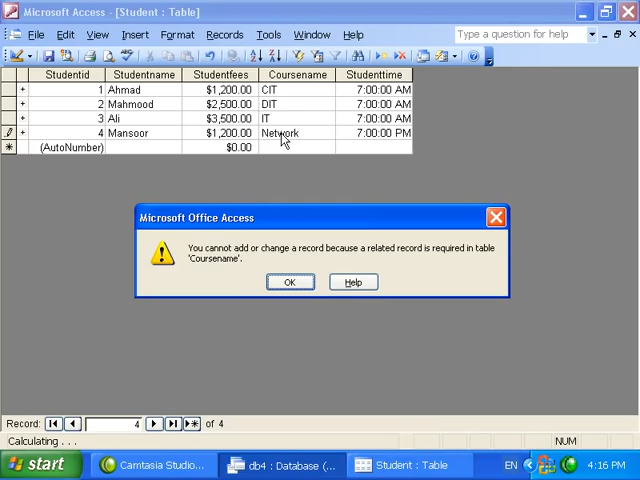 Microsoft Access - [Student : Table]
File Edit View Insert Format Records Tools Window Help Type a question for help
Studentid Studentname Studentfees Coursename Studenttime
1 Ahmad $1,200.00 CIT 7:00:00 AM
2 Mahmood $2,500.00 DIT 7:00:00 AM
3 Ali $3,500.00 IT 7:00:00 AM
4 Mansoor $1,200.00 Network 7:00:00 PM
(AutoNumber) $0.00
Microsoft Office Access
You cannot add or change a record because a related record is required in table
'Coursename'.
OK Help
Record: 4 of 4
Calculating . . . NUM
start Camtasia Studio... db4 : Database (... Student : Table EN 4:16 PM